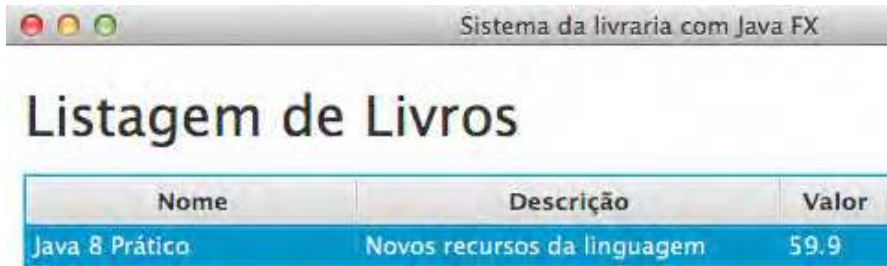 Sistema da livraria com Java FX
Listagem de Livros
Nome Descrição Valor
Java 8 Prático Novos recursos da linguagem 59.9